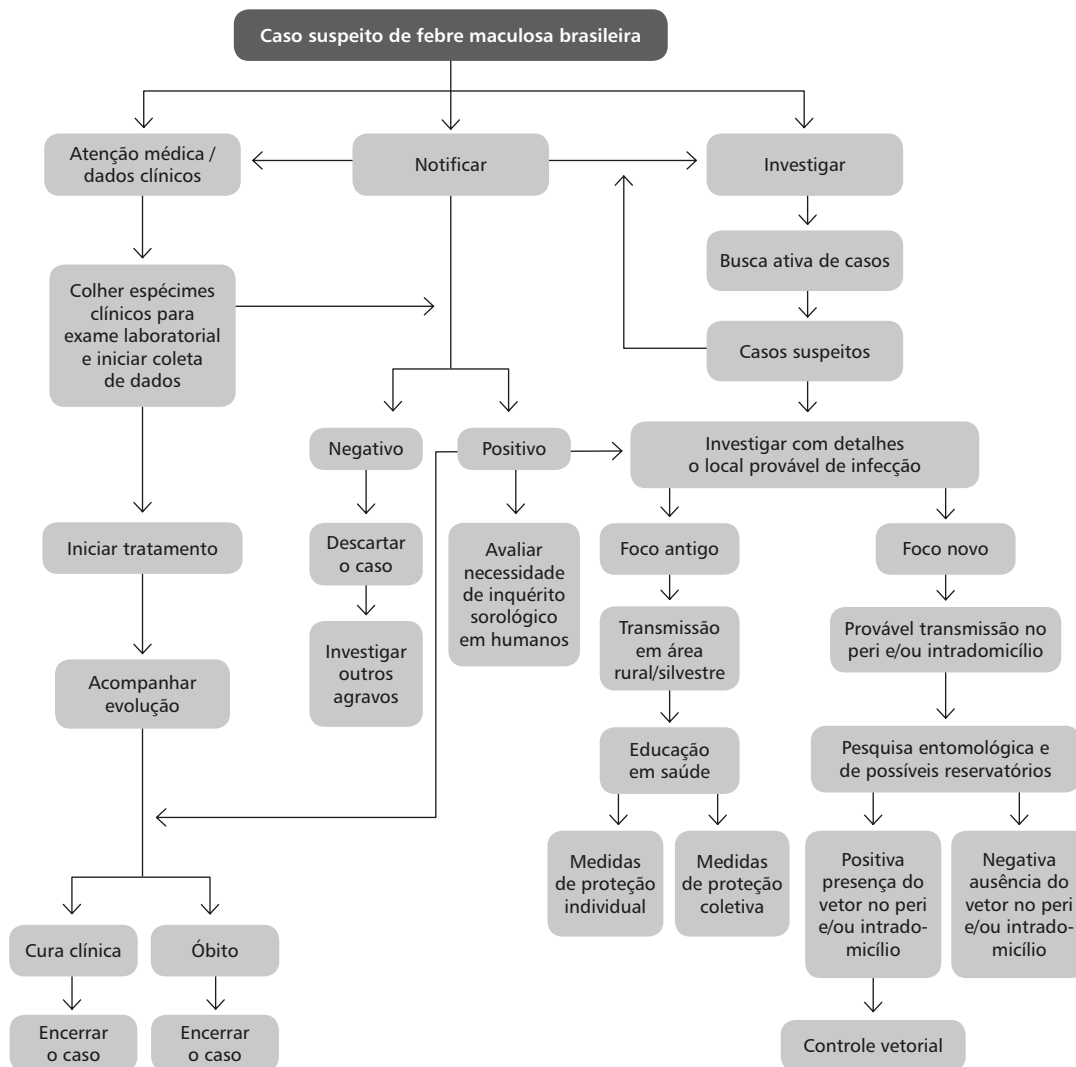 Caso suspeito de febre maculosa brasileira
Atenção médica /
dados clínicos
Notificar
Investigar
Busca ativa de casos
Colher espécimes
clínicos para
exame laboratorial
e iniciar coleta
de dados
Casos suspeitos
Negativo
Positivo
Investigar com detalhes
o local provável de infecção
Iniciar tratamento
Descartar
o caso
Avaliar
necessidade
de inquérito
sorológico
em humanos
Foco antigo
Foco novo
Investigar
outros
agravos
Transmissão
em área
rural/silvestre
Provável transmissão no
peri e/ou intradomicílio
Acompanhar
evolução
Educação
em saúde
Pesquisa entomológica e
de possíveis reservatórios
Medidas
de proteção
individual
Medidas
de proteção
coletiva
Positiva
presença do
vetor no peri
e/ou intrado-
micílio
Negativa
ausência do
vetor no peri
e/ou intrado-
micílio
Cura clínica
Óbito
Encerrar
o caso
Encerrar
o caso
Controle vetorial